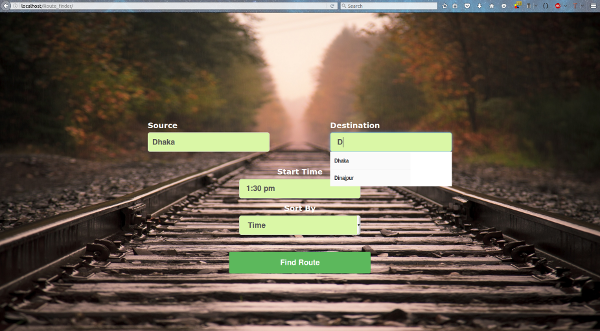 localhost/Route_finder/
Search
Source
Destination
Dhaka
D
Dhaka
Dinajpur
Start Time
1:30 pm
Sort By
Time
Find Route